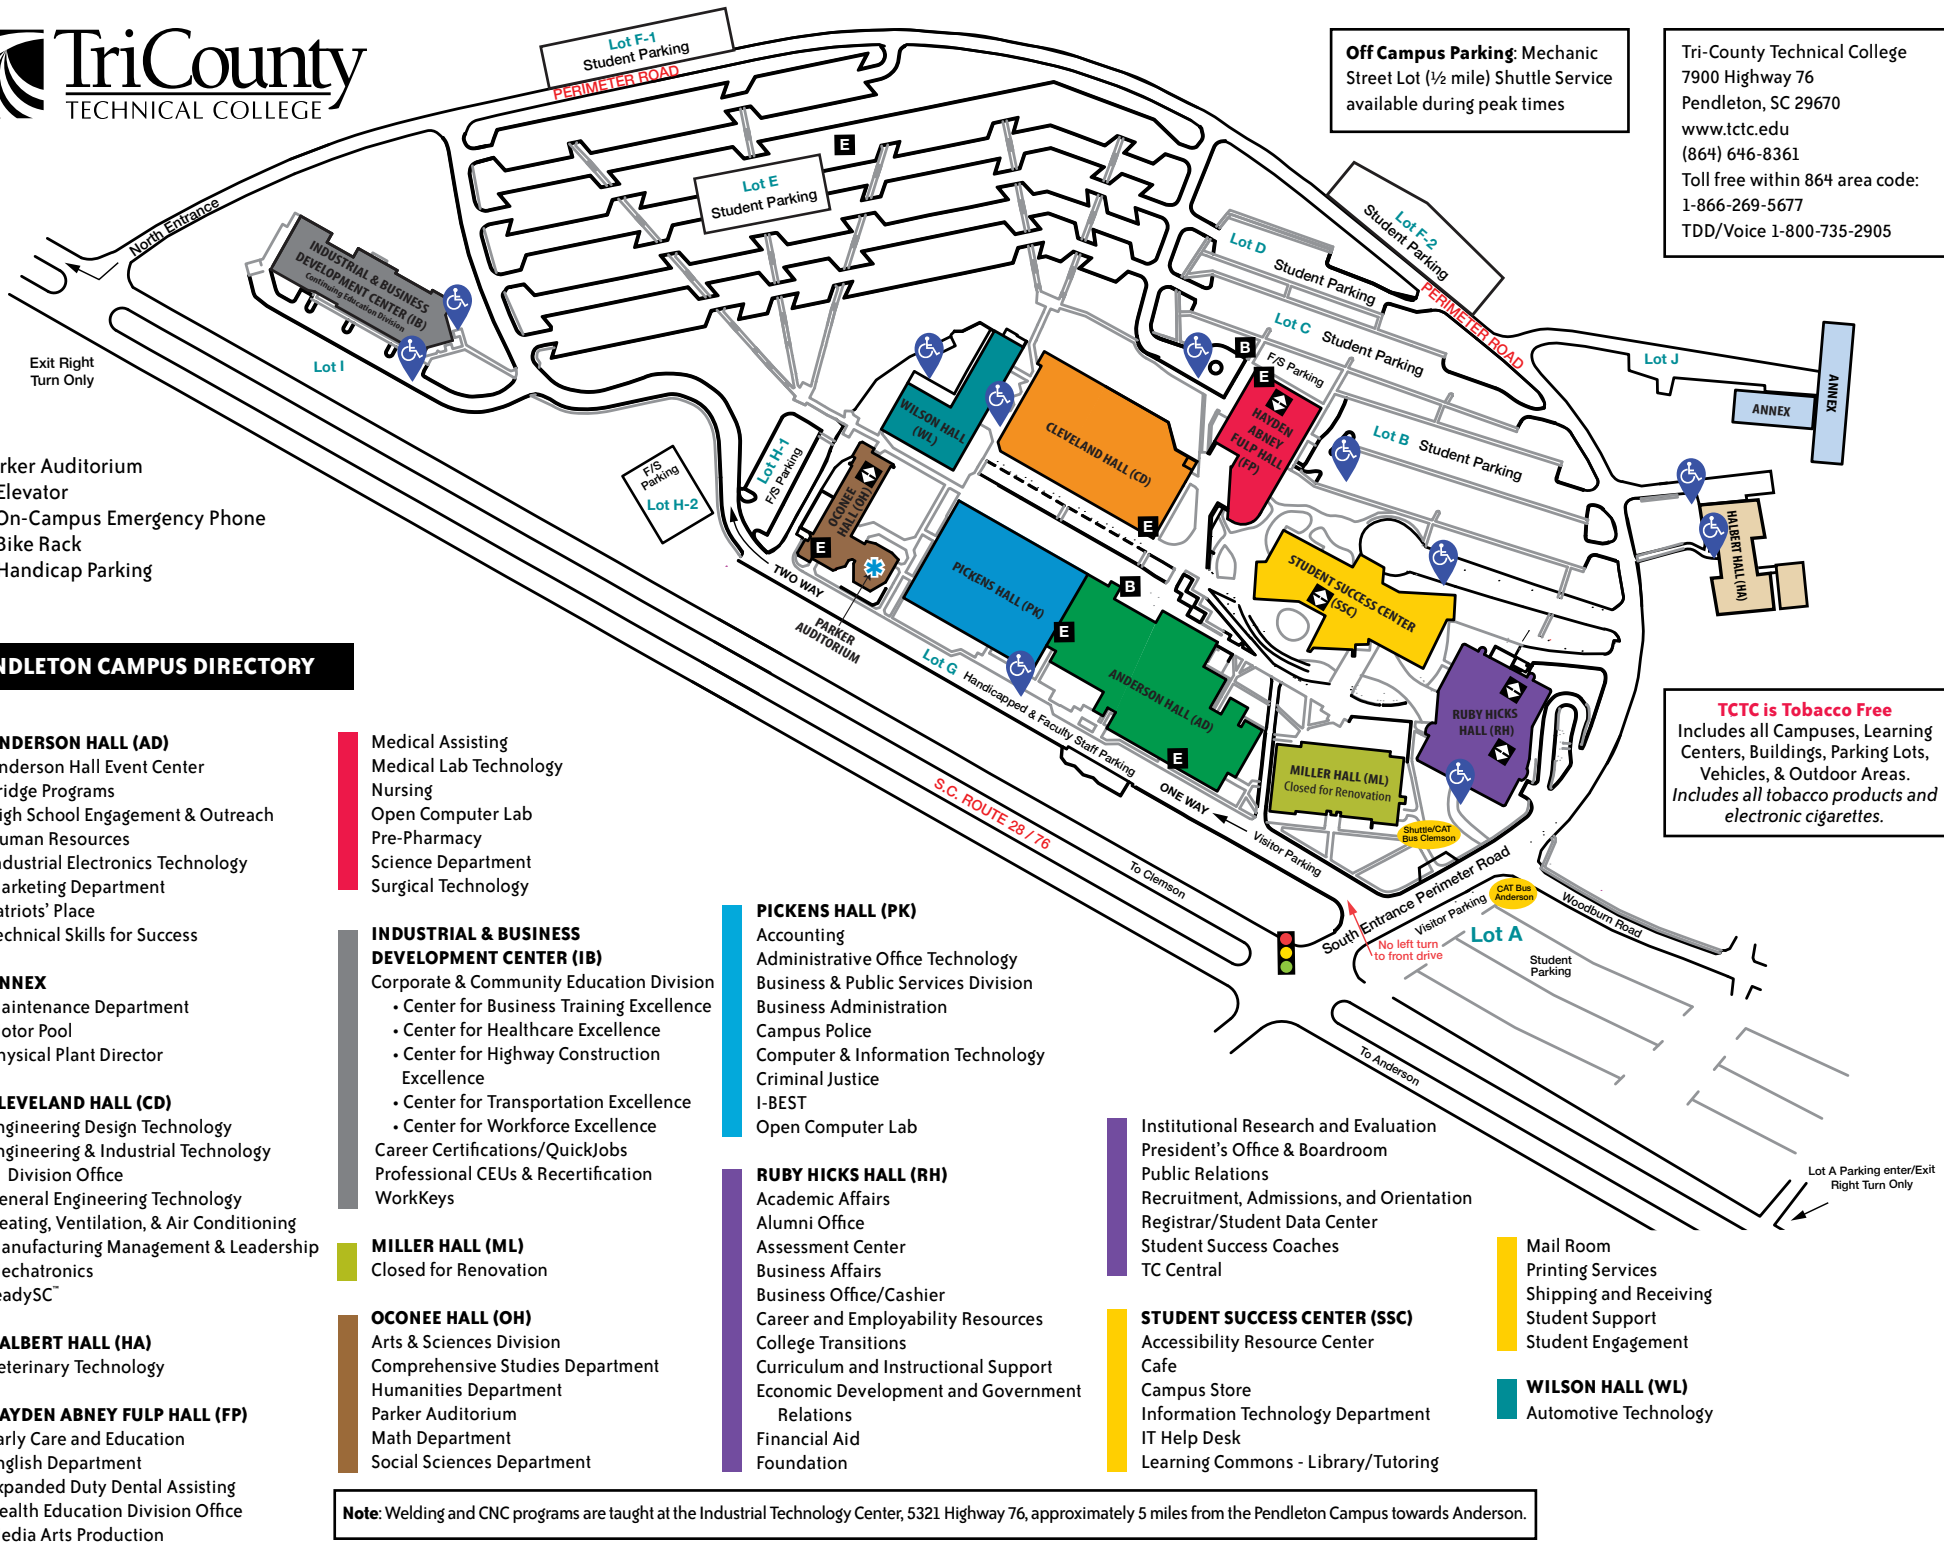 TriCounty
TECHNICAL COLLEGE
Lot F-1
Student Parking
PERIMETER ROAD
Off Campus Parking: Mechanic
Street Lot (½ mile) Shuttle Service
available during peak times
Tri-County Technical College
7900 Highway 76
Pendleton, SC 29670
www.tctc.edu
(864) 646-8361
Toll free within 864 area code:
1-866-269-5677
TDD/Voice 1-800-735-2905
E
Lot E
Student Parking
North Entrance
INDUSTRIAL & BUSINESS
DEVELOPMENT CENTER (IB)
Continuing Education Division
Lot I
Exit Right
Turn Only
Lot D
Student Parking
Lot F-2
Student Parking
PERIMETER ROAD
Lot C
Student Parking
F/S Parking
B
E
Lot J
ANNEX
ANNEX
WILSON HALL
(WL)
CLEVELAND HALL (CD)
E
HAYDEN
ABNEY
FULP HALL
(FP)
Lot B
Student Parking
F/S
Parking
Lot H-2
Lot H-1
F/S Parking
OCONEE
HALL (OH)
E
TWO WAY
PARKER
AUDITORIUM
PICKENS HALL (PK)
B
E
STUDENT SUCCESS CENTER
(SSC)
HALBERT HALL (HA)
ANDERSON HALL (AD)
E
Lot G
Handicapped & Faculty Staff Parking
RUBY HICKS
HALL (RH)
MILLER HALL (ML)
Closed for Renovation
ONE WAY
Visitor Parking
Shuttle/CAT
Bus Clemson
S.C. ROUTE 28 / 76
To Clemson
South Entrance Perimeter Road
Visitor Parking
CAT Bus
Anderson
Woodburn Road
Lot A
Student
Parking
No left turn
to front drive
To Anderson
Lot A Parking enter/Exit
Right Turn Only
TCTC is Tobacco Free
Includes all Campuses, Learning
Centers, Buildings, Parking Lots,
Vehicles, & Outdoor Areas.
Includes all tobacco products and
electronic cigarettes.
rker Auditorium
Elevator
On-Campus Emergency Phone
Bike Rack
Handicap Parking
NDLETON CAMPUS DIRECTORY
NDERSON HALL (AD)
nderson Hall Event Center
ridge Programs
igh School Engagement & Outreach
uman Resources
ndustrial Electronics Technology
arketing Department
atriots' Place
echnical Skills for Success
NNEX
aintenance Department
otor Pool
hysical Plant Director
LEVELAND HALL (CD)
ngineering Design Technology
ngineering & Industrial Technology
Division Office
eneral Engineering Technology
eating, Ventilation, & Air Conditioning
anufacturing Management & Leadership
echatronics
eadySC™
ALBERT HALL (HA)
eterinary Technology
AYDEN ABNEY FULP HALL (FP)
arly Care and Education
nglish Department
xpanded Duty Dental Assisting
ealth Education Division Office
edia Arts Production
Medical Assisting
Medical Lab Technology
Nursing
Open Computer Lab
Pre-Pharmacy
Science Department
Surgical Technology
INDUSTRIAL & BUSINESS
DEVELOPMENT CENTER (IB)
Corporate & Community Education Division
• Center for Business Training Excellence
• Center for Healthcare Excellence
• Center for Highway Construction
Excellence
• Center for Transportation Excellence
• Center for Workforce Excellence
Career Certifications/QuickJobs
Professional CEUs & Recertification
WorkKeys
MILLER HALL (ML)
Closed for Renovation
OCONEE HALL (OH)
Arts & Sciences Division
Comprehensive Studies Department
Humanities Department
Parker Auditorium
Math Department
Social Sciences Department
PICKENS HALL (PK)
Accounting
Administrative Office Technology
Business & Public Services Division
Business Administration
Campus Police
Computer & Information Technology
Criminal Justice
I-BEST
Open Computer Lab
RUBY HICKS HALL (RH)
Academic Affairs
Alumni Office
Assessment Center
Business Affairs
Business Office/Cashier
Career and Employability Resources
College Transitions
Curriculum and Instructional Support
Economic Development and Government
Relations
Financial Aid
Foundation
Institutional Research and Evaluation
President's Office & Boardroom
Public Relations
Recruitment, Admissions, and Orientation
Registrar/Student Data Center
Student Success Coaches
TC Central
STUDENT SUCCESS CENTER (SSC)
Accessibility Resource Center
Cafe
Campus Store
Information Technology Department
IT Help Desk
Learning Commons - Library/Tutoring
Mail Room
Printing Services
Shipping and Receiving
Student Support
Student Engagement
WILSON HALL (WL)
Automotive Technology
Note: Welding and CNC programs are taught at the Industrial Technology Center, 5321 Highway 76, approximately 5 miles from the Pendleton Campus towards Anderson.